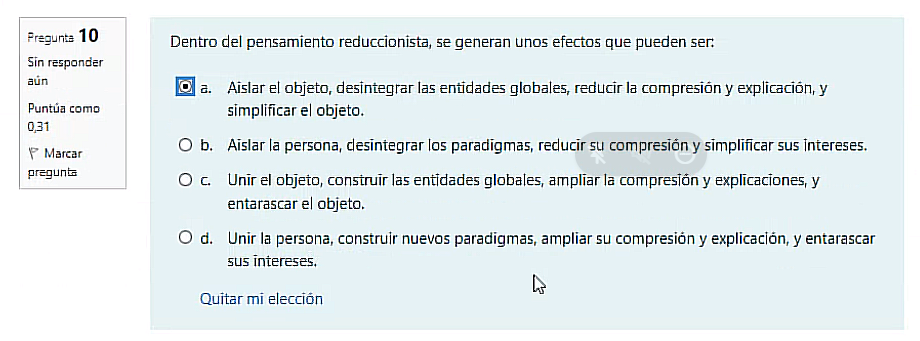 Pregunta 10
Sin responder
aún
Puntúa como
0,31
Marcar
pregunta
Dentro del pensamiento reduccionista, se generan unos efectos que pueden ser:
a. Aislar el objeto, desintegrar las entidades globales, reducir la compresión y explicación, y
simplificar el objeto.
b. Aislar la persona, desintegrar los paradigmas, reducir su compresión y simplificar sus intereses.
c. Unir el objeto, construir las entidades globales, ampliar la compresión y explicaciones, y
entarascar el objeto.
d. Unir la persona, construir nuevos paradigmas, ampliar su compresión y explicación, y entarascar
sus intereses.
Quitar mi elección